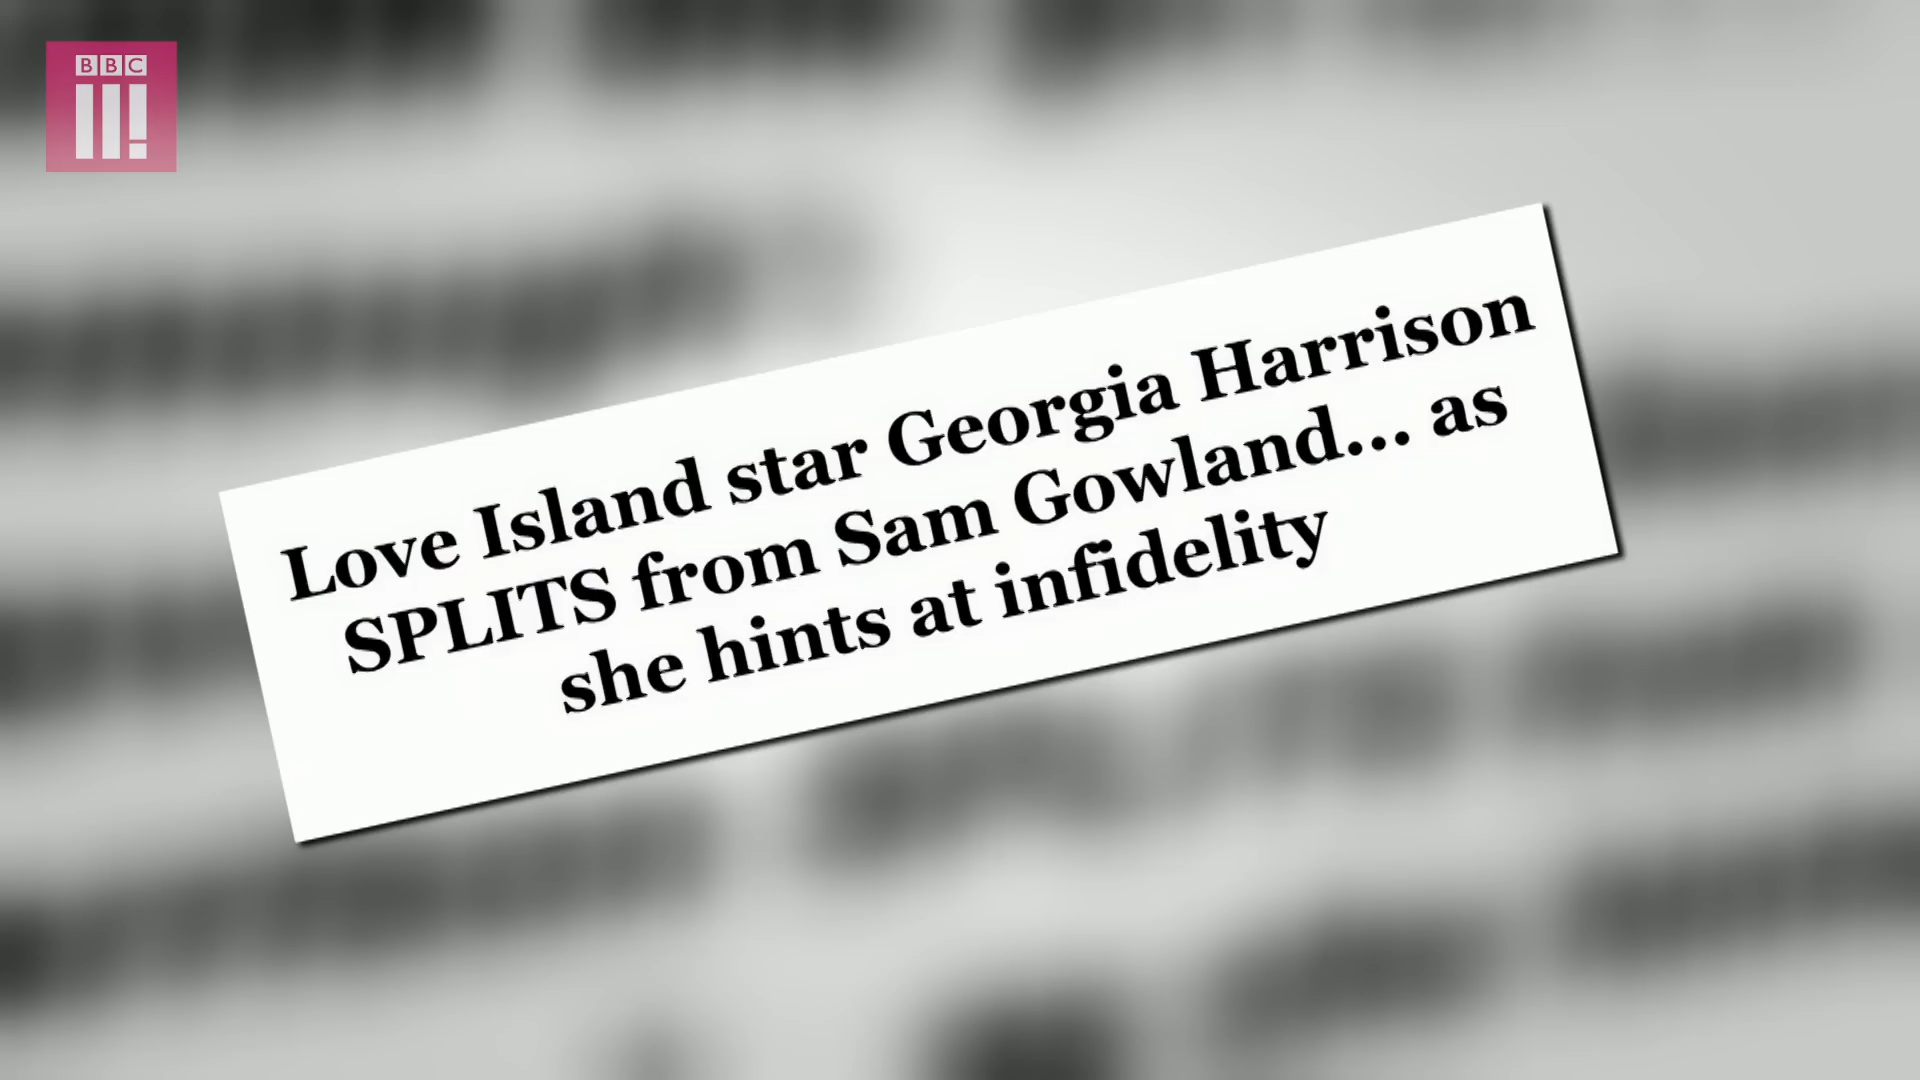 BBC
Love Island star Georgia Harrison
SPLITS from Sam Gowland... as
she hints at infidelity